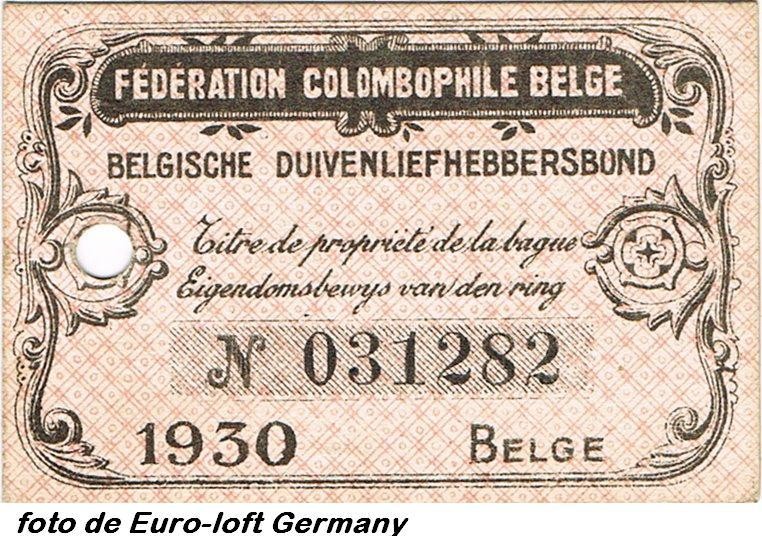 FÉDÉRATION COLOMBOPHILE BELGE
BELGISCHE DUIVENLIEFHEBBERSBOND
Titre de propriété de la bague
Eigendomsbewys van den ring
N 031282
1930 BELGE
foto de Euro-loft Germany